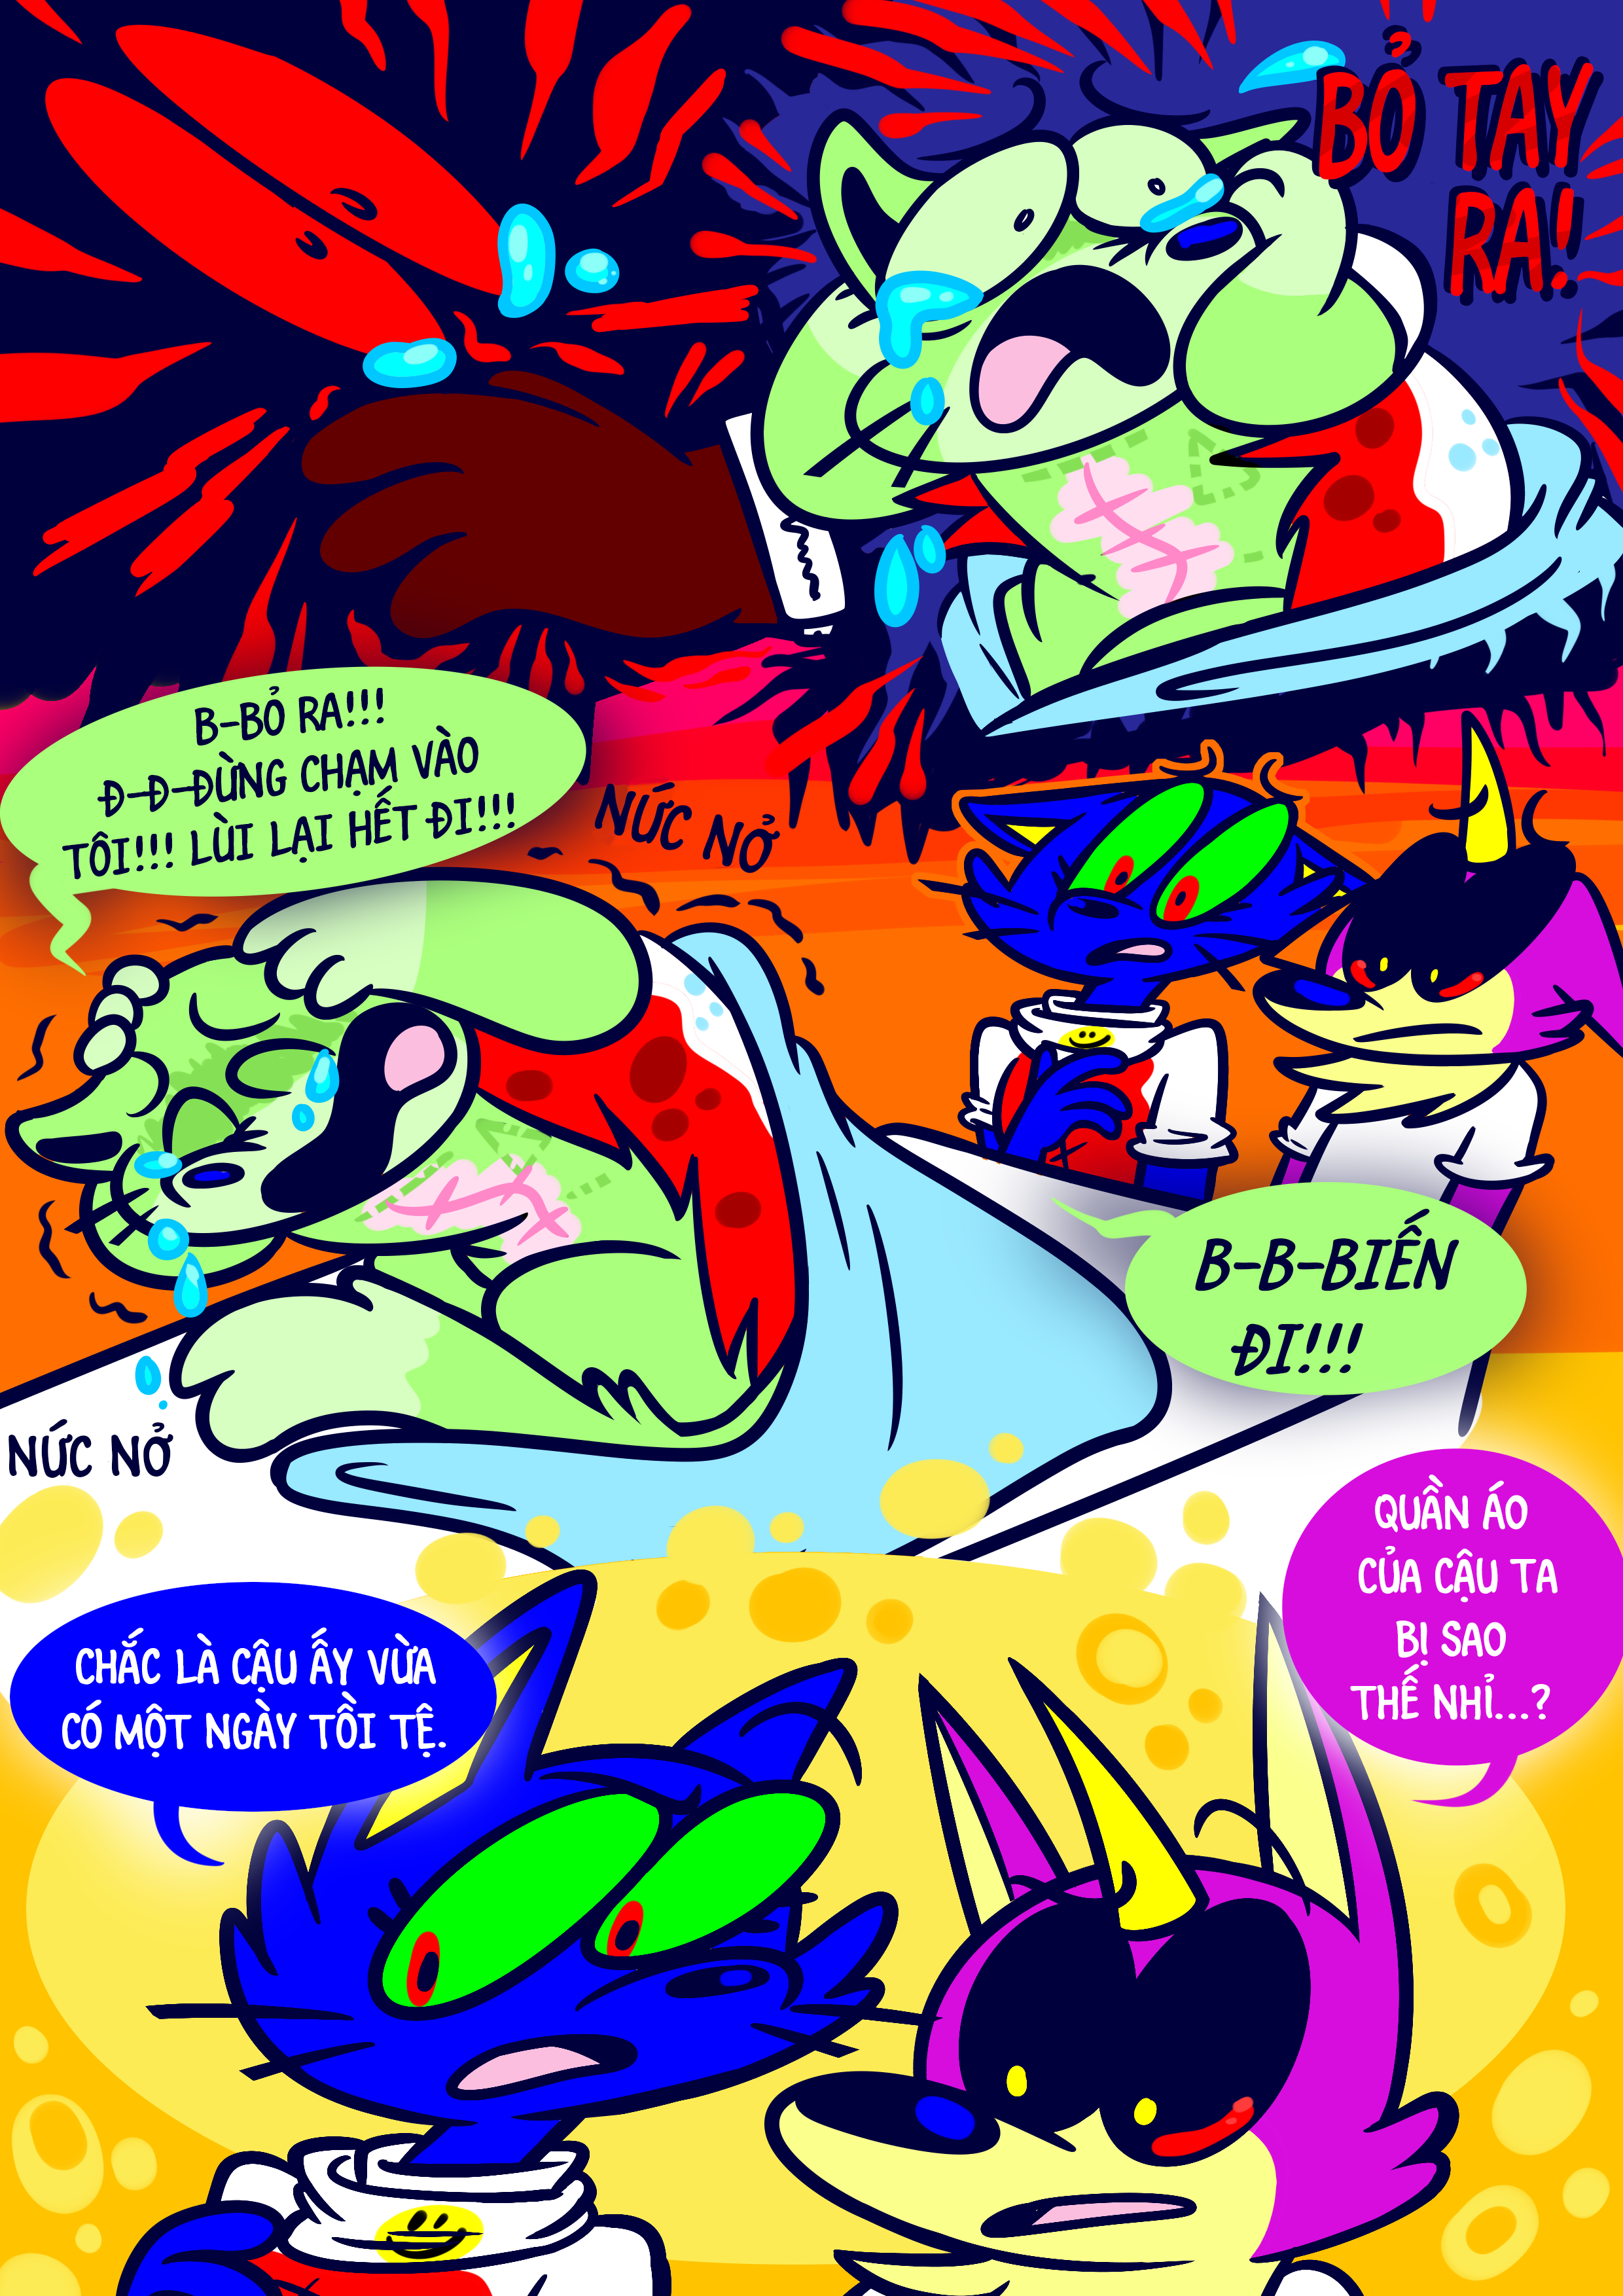 BỎ TAY
RA!
B-BỎ RA!!!
Đ-Đ-ĐỪNG CHẠM VÀO
TÔI!!! LÙI LẠI HẾT ĐI!!!
NỨC NỞ
B-B-BIẾN
ĐI!!!
NỨC NỞ
QUẦN ÁO
CỦA CẬU TA
BỊ SAO
THẾ NHỈ...?
CHẮC LÀ CẬU ẤY VỪA
CÓ MỘT NGÀY TỒI TỆ.